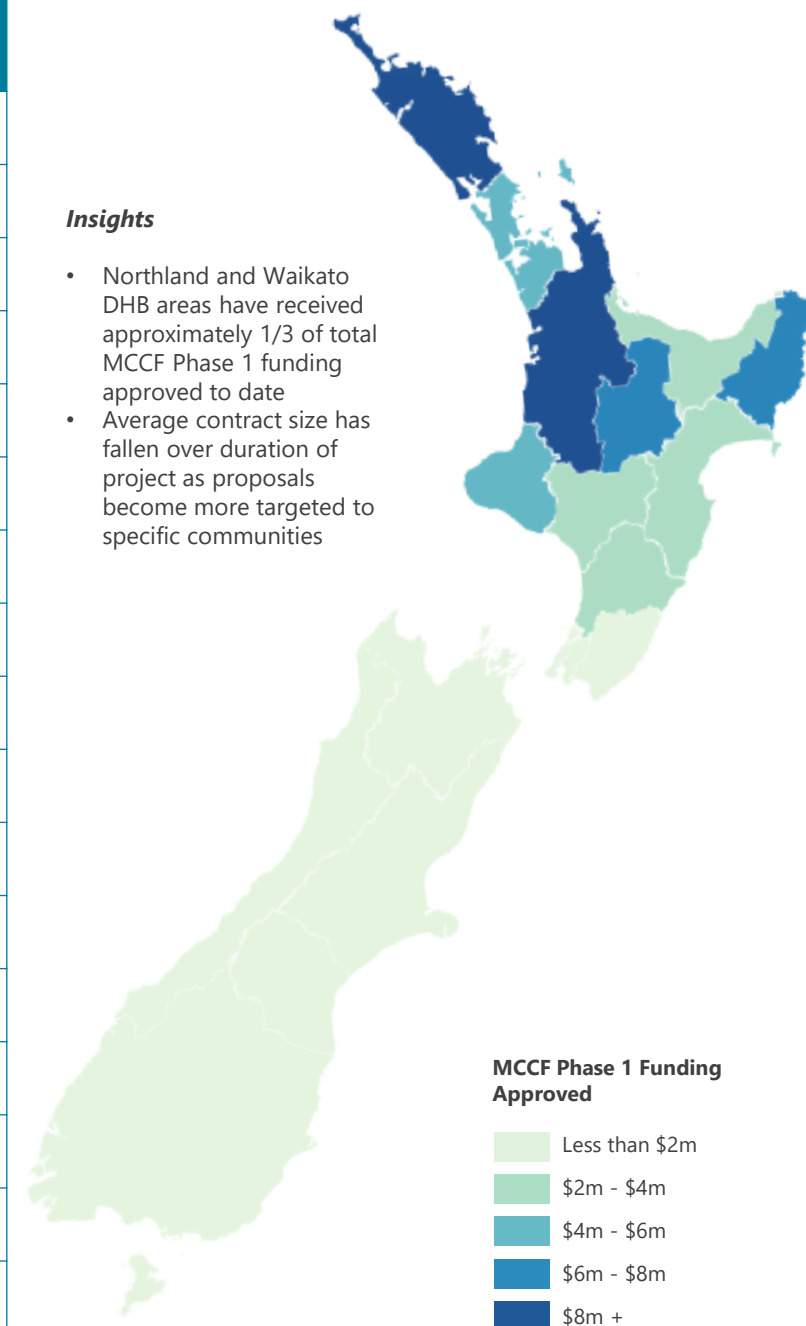 Insights
• Northland and Waikato
DHB areas have received
approximately 1/3 of total
MCCF Phase 1 funding
approved to date
• Average contract size has
fallen over duration of
project as proposals
become more targeted to
specific communities
MCCF Phase 1 Funding
Approved
Less than $2m
$2m - $4m
$4m - $6m
$6m - $8m
$8m +